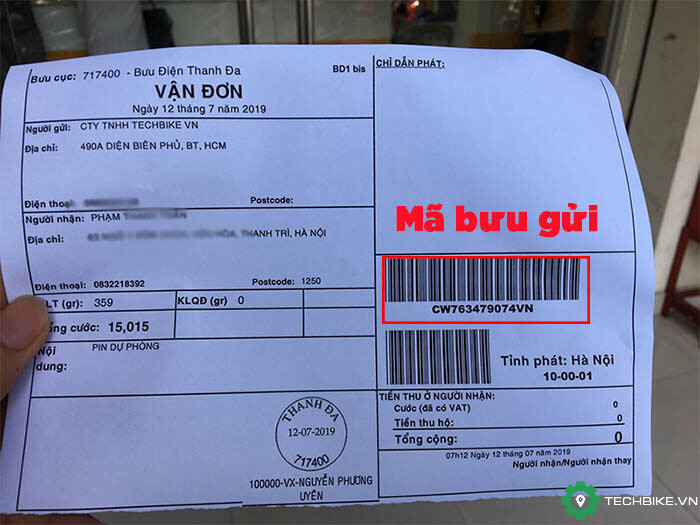 Bưu cục: 717400 - Bưu Điện Thanh Đa
BD1 bis
VẬN ĐƠN
Ngày 12 tháng 7 năm 2019
Người gửi: CTY TNHH TECHBIKE VN
Địa chỉ: 490A DIỆN BIÊN PHỦ, BT, HCM
Điện thoại:
Postcode:
Người nhận: PHẠM
Địa chỉ: THANH TRÌ, HÀ NỘI
Điện thoại: 0832218392 Postcode: 1250
LT (gr): 359 KLQĐ (gr) 0
ổng cước: 15,015
Nội dung: PIN DỰ PHÒNG
THANH ĐA
12-07-2019
717400
100000-VX-NGUYỄN PHƯƠNG
UYÊN
CHỈ DẪN PHÁT:
Mã bưu gửi
CW763479074VN
Tỉnh phát: Hà Nội
10-00-01
TIỀN THU Ở NGƯỜI NHẬN:
Cước (đã có VAT) 0
Tiền thu hộ: 0
Tổng cộng: 0
07h12 Ngày 12 tháng 07 năm 2019
Người nhận/Người nhận thay
TECHBIKE.VN